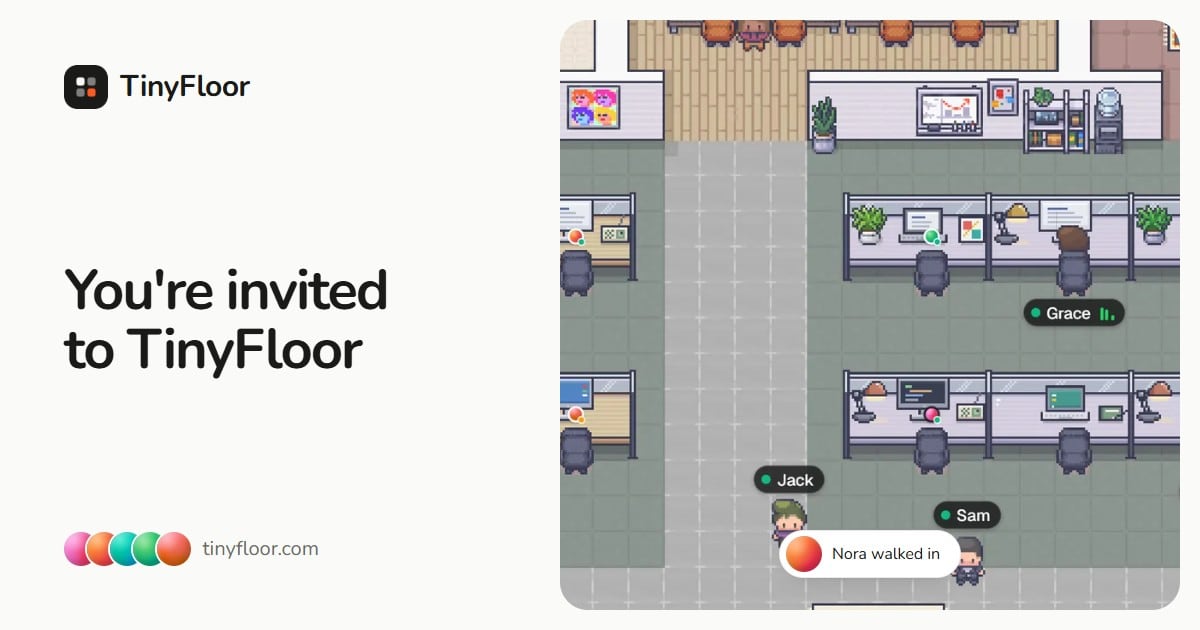 TinyFloor
You're invited
to TinyFloor
tinyfloor.com
Grace
Jack
Sam
Nora walked in